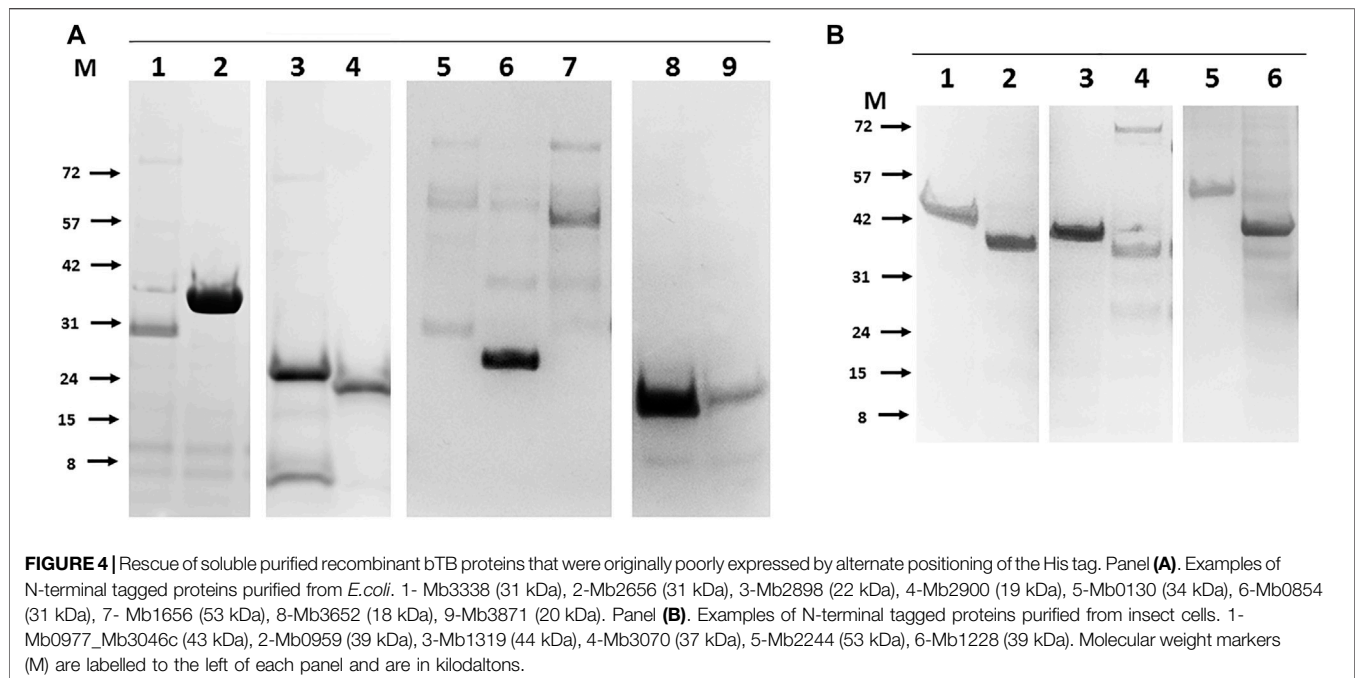 A
B
M 1 2 3 4 5 6 7 8 9
72
57
42
31
24
15
8
M 1 2 3 4 5 6
72
57
42
31
24
15
8
FIGURE 4 | Rescue of soluble purified recombinant bTB proteins that were originally poorly expressed by alternate positioning of the His tag. Panel (A). Examples of
N-terminal tagged proteins purified from E.coli. 1- Mb3338 (31 kDa), 2-Mb2656 (31 kDa), 3-Mb2898 (22 kDa), 4-Mb2900 (19 kDa), 5-Mb0130 (34 kDa), 6-Mb0854
(31 kDa), 7- Mb1656 (53 kDa), 8-Mb3652 (18 kDa), 9-Mb3871 (20 kDa). Panel (B). Examples of N-terminal tagged proteins purified from insect cells. 1-
Mb0977_Mb3046c (43 kDa), 2-Mb0959 (39 kDa), 3-Mb1319 (44 kDa), 4-Mb3070 (37 kDa), 5-Mb2244 (53 kDa), 6-Mb1228 (39 kDa). Molecular weight markers
(M) are labelled to the left of each panel and are in kilodaltons.